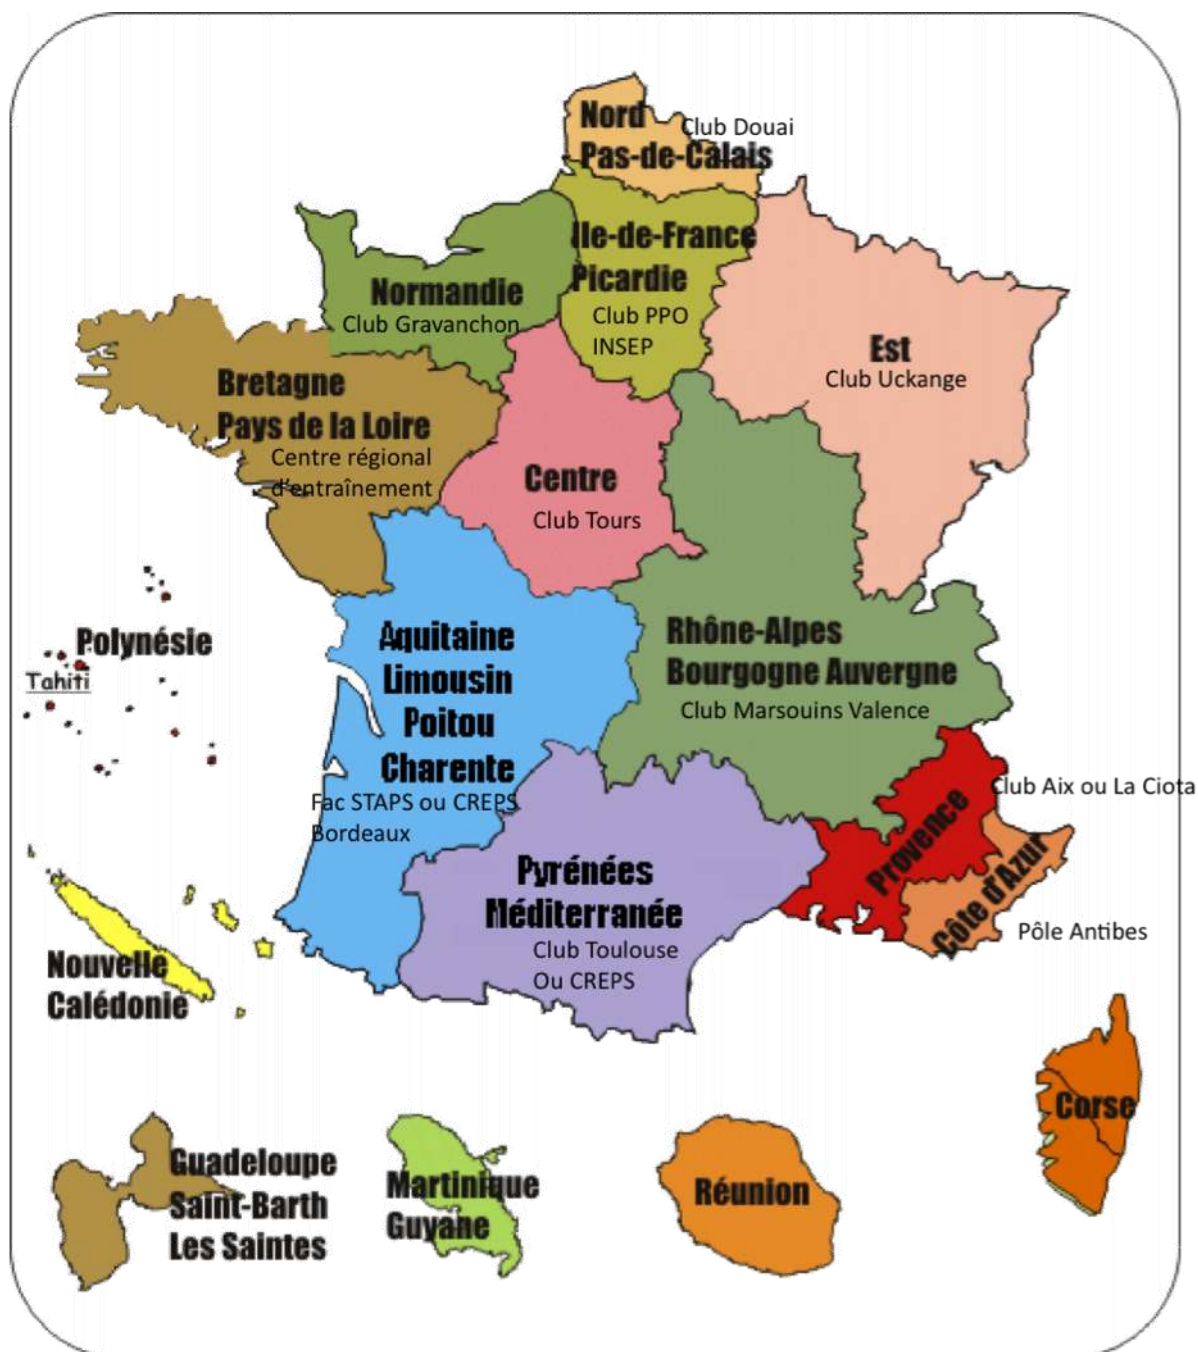 Nord
Club Douai
Pas-de-Calais
Ile-de-France
Picardie
Club PPO
INSEP
Normandie
Club Gravanchon
Est
Club Uckange
Bretagne
Pays de la Loire
Centre régional
d'entraînement
Centre
Club Tours
Polynésie
Tahiti
Aquitaine
Limousin
Poitou
Charente
Fac STAPS ou CREPS
Bordeaux
Rhône-Alpes
Bourgogne Auvergne
Club Marsouins Valence
Club Aix ou La Ciota
Provence
Côte d'Azur
Pôle Antibes
Pyrénées
Méditerranée
Club Toulouse
Ou CREPS
Nouvelle
Calédonie
Corse
Guadeloupe
Saint-Barth
Les Saintes
Martinique
Guyane
Réunion